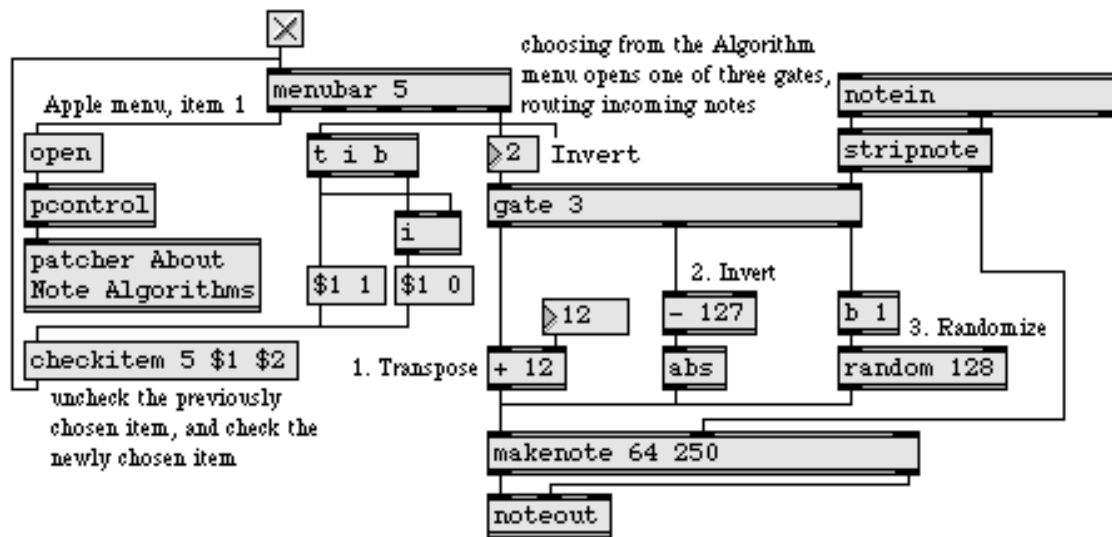 choosing from the Algorithm
menu opens one of three gates,
routing incoming notes
menubar 5
notein
Apple menu, item 1
open
t i b
2
Invert
stripnote
pcontrol
gate 3
i
patcher About
Note Algorithms
$1 1
$1 0
2. Invert
12
- 127
b 1
3. Randomize
checkitem 5 $1 $2
1. Transpose
+ 12
abs
random 128
uncheck the previously
chosen item, and check the
newly chosen item
makenote 64 250
noteout